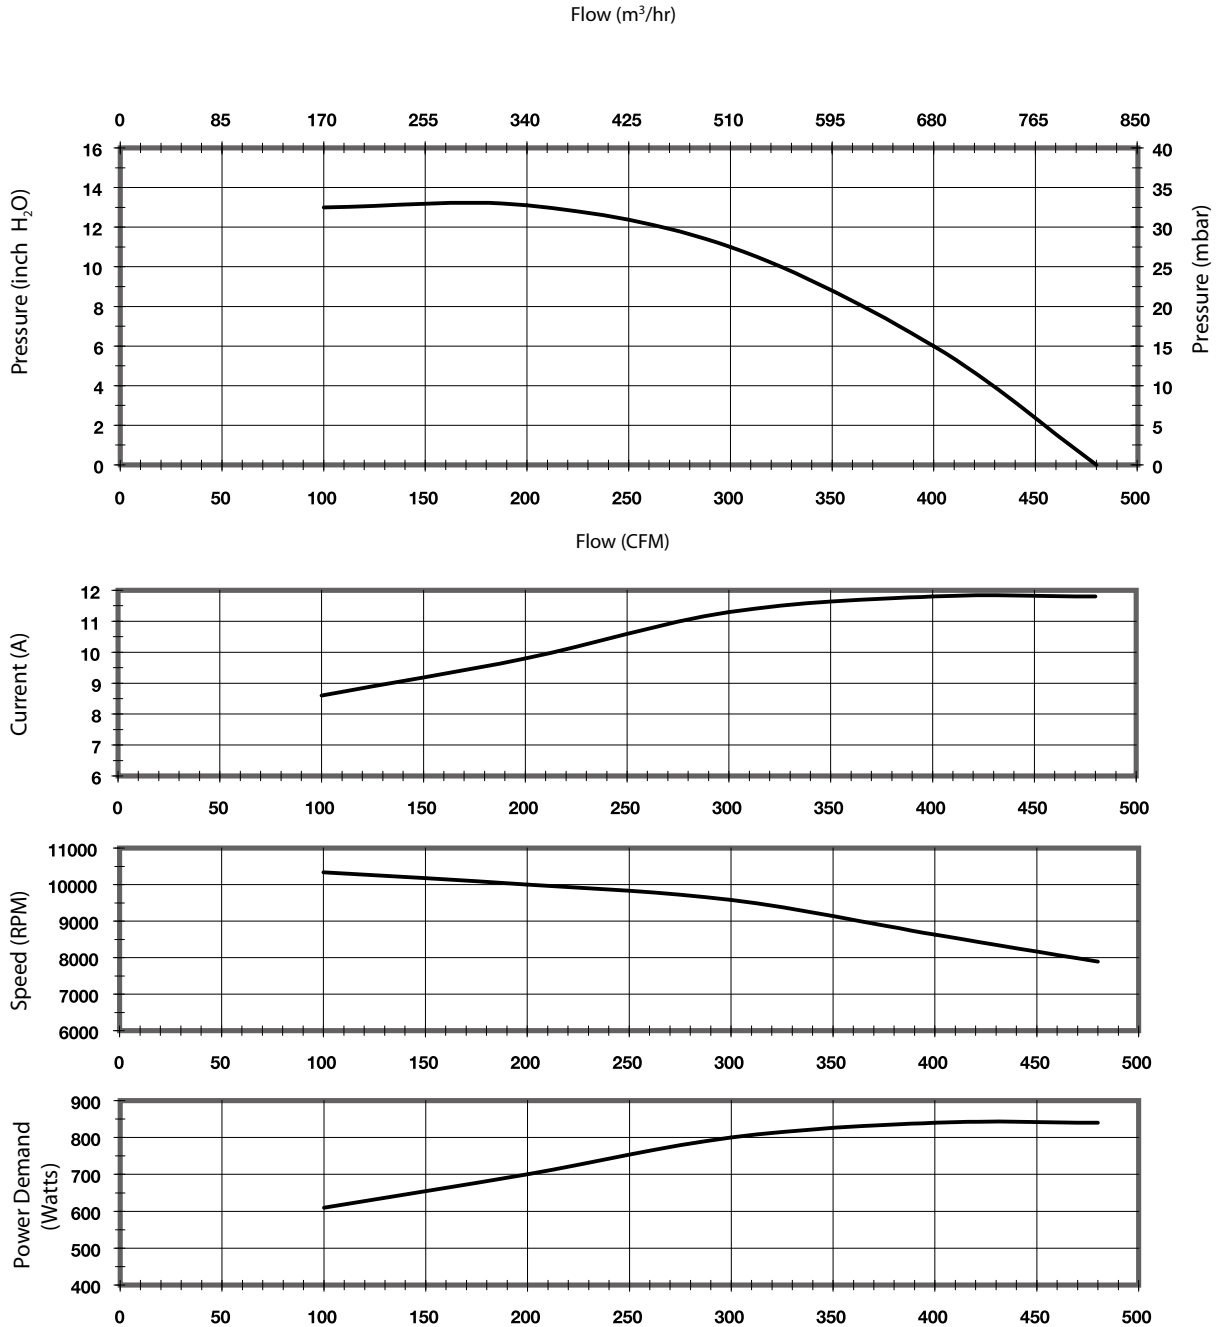 Flow (m³/hr)
0 85 170 255 340 425 510 595 680 765 850
Pressure (inch H₂O)
16 14 12 10 8 6 4 2 0
40 35 30 25 20 15 10 5 0
Pressure (mbar)
0 50 100 150 200 250 300 350 400 450 500
Flow (CFM)
Current (A)
12 11 10 9 8 7 6
0 50 100 150 200 250 300 350 400 450 500
Speed (RPM)
11000 10000 9000 8000 7000 6000
0 50 100 150 200 250 300 350 400 450 500
Power Demand
(Watts)
900 800 700 600 500 400
0 50 100 150 200 250 300 350 400 450 500